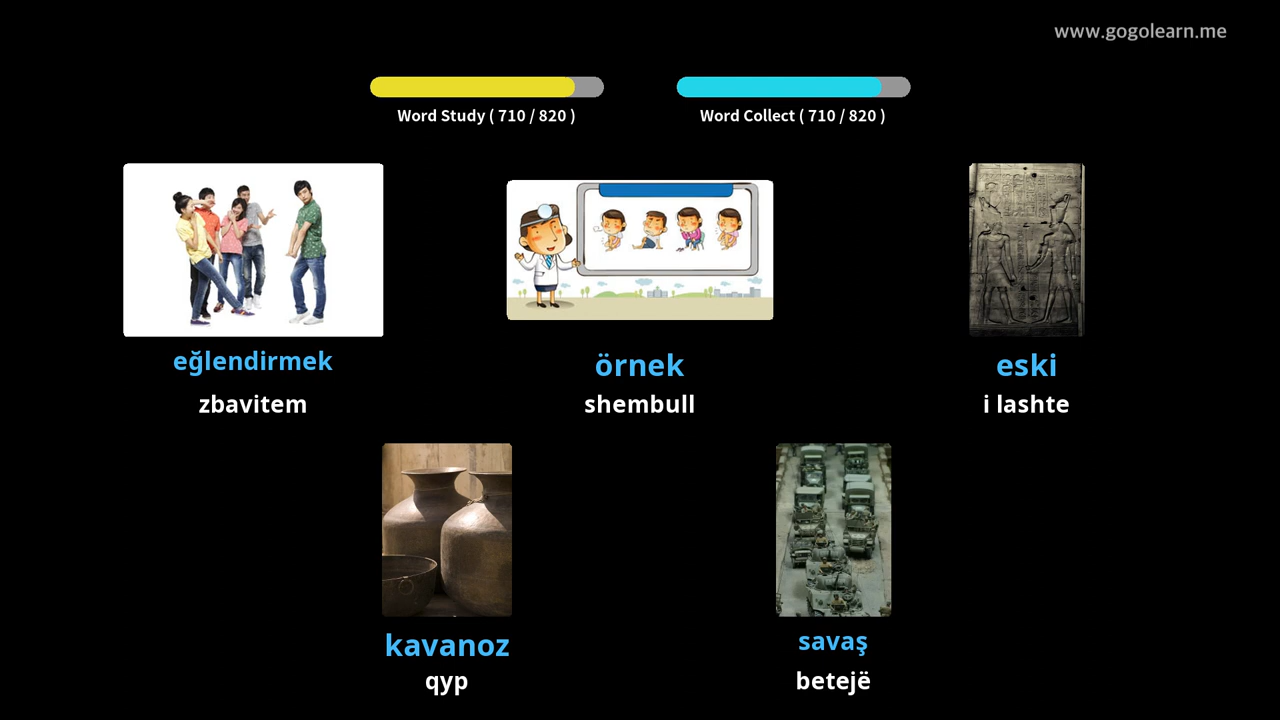 www.gogolearn.me
Word Study ( 710 / 820 )
Word Collect ( 710 / 820 )
eğlendirmek
zbavitem
örnek
shembull
eski
i lashte
kavanoz
qyp
savaş
betejë